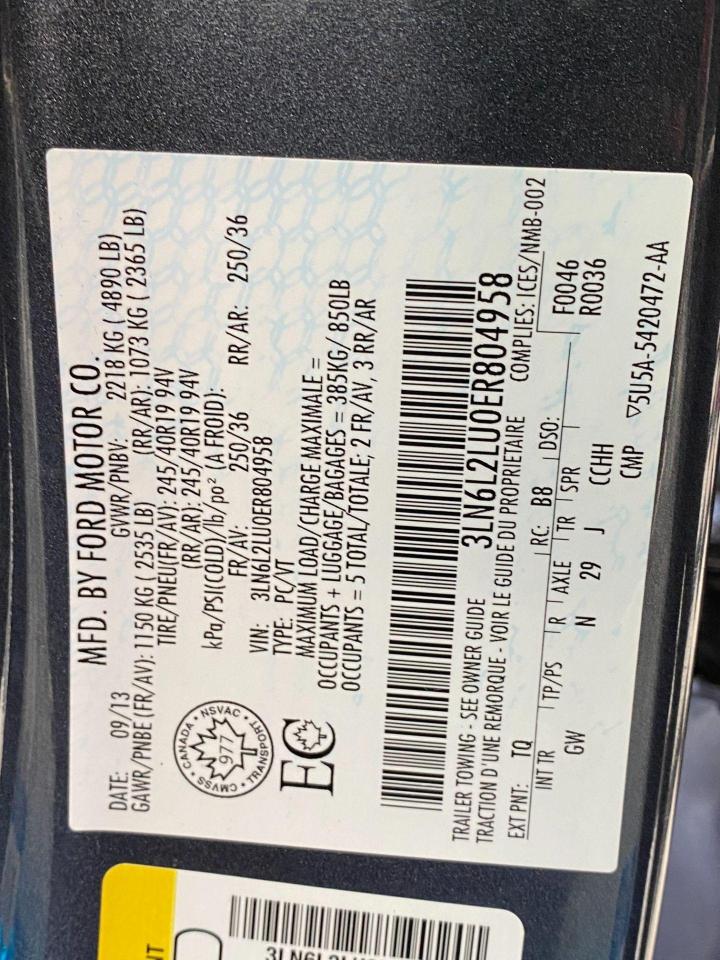 MFD. BY FORD MOTOR CO.
DATE: 09/13 GVWR/PNBV: 2218 KG ( 4890 LB)
GAWR/PNBE (FR/AV): 1150 KG ( 2535 LB) (RR/AR): 1073 KG ( 2365 LB)
TIRE/PNEU(FR/AV): 245/40R19 94V
(RR/AR): 245/40R19 94V
kPa/PSI(COLD)/lb/po² (A FROID):
FR/AV: 250/36 RR/AR: 250/36
VIN: 3LN6L2LU0ER804958
TYPE: PC/VT
MAXIMUM LOAD/CHARGE MAXIMALE =
OCCUPANTS + LUGGAGE/BAGAGES = 385KG/ 850LB
OCCUPANTS = 5 TOTAL/TOTALE; 2 FR/AV, 3 RR/AR
CANADA • NSVAC • TRANSPORT • CMVSS •
977
EC
3LN6L2LU0ER804958
TRAILER TOWING - SEE OWNER GUIDE
TRACTION D'UNE REMORQUE - VOIR LE GUIDE DU PROPRIETAIRE COMPLIES: ICES/NMB-002
EXT PNT: TQ RC: B8 DSO: F0046
R0036
INT TR TP/PS R AXLE TR SPR
GW N 29 J CCHH
CMP ▽5U5A-5420472-AA
NT